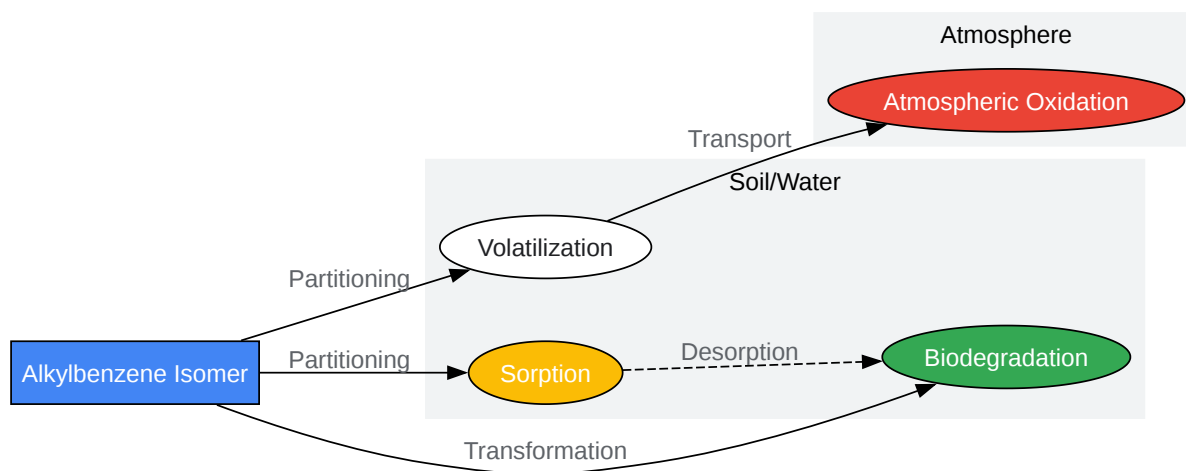 Atmosphere
Atmospheric Oxidation
Transport
Soil/Water
Volatilization
Partitioning
Desorption
Biodegradation
Partitioning
Alkylbenzene Isomer
Sorption
Transformation